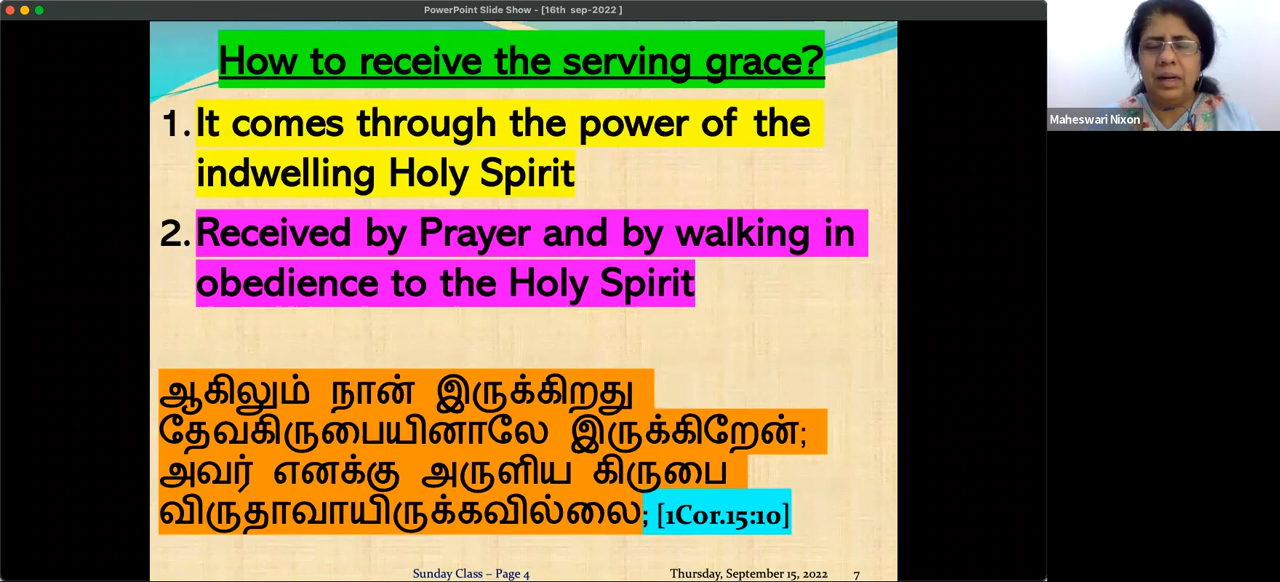 PowerPoint Slide Show - [16th sep-2022 ]
How to receive the serving grace?
1. It comes through the power of the
indwelling Holy Spirit
2. Received by Prayer and by walking in
obedience to the Holy Spirit
ஆகிலும் நான் இருக்கிறது
தேவகிருபையினாலே இருக்கிறேன்;
அவர் எனக்கு அருளிய கிருபை
விருதாவாயிருக்கவில்லை; [1Cor.15:10]
Sunday Class – Page 4 Thursday, September 15, 2022 7
Maheswari Nixon